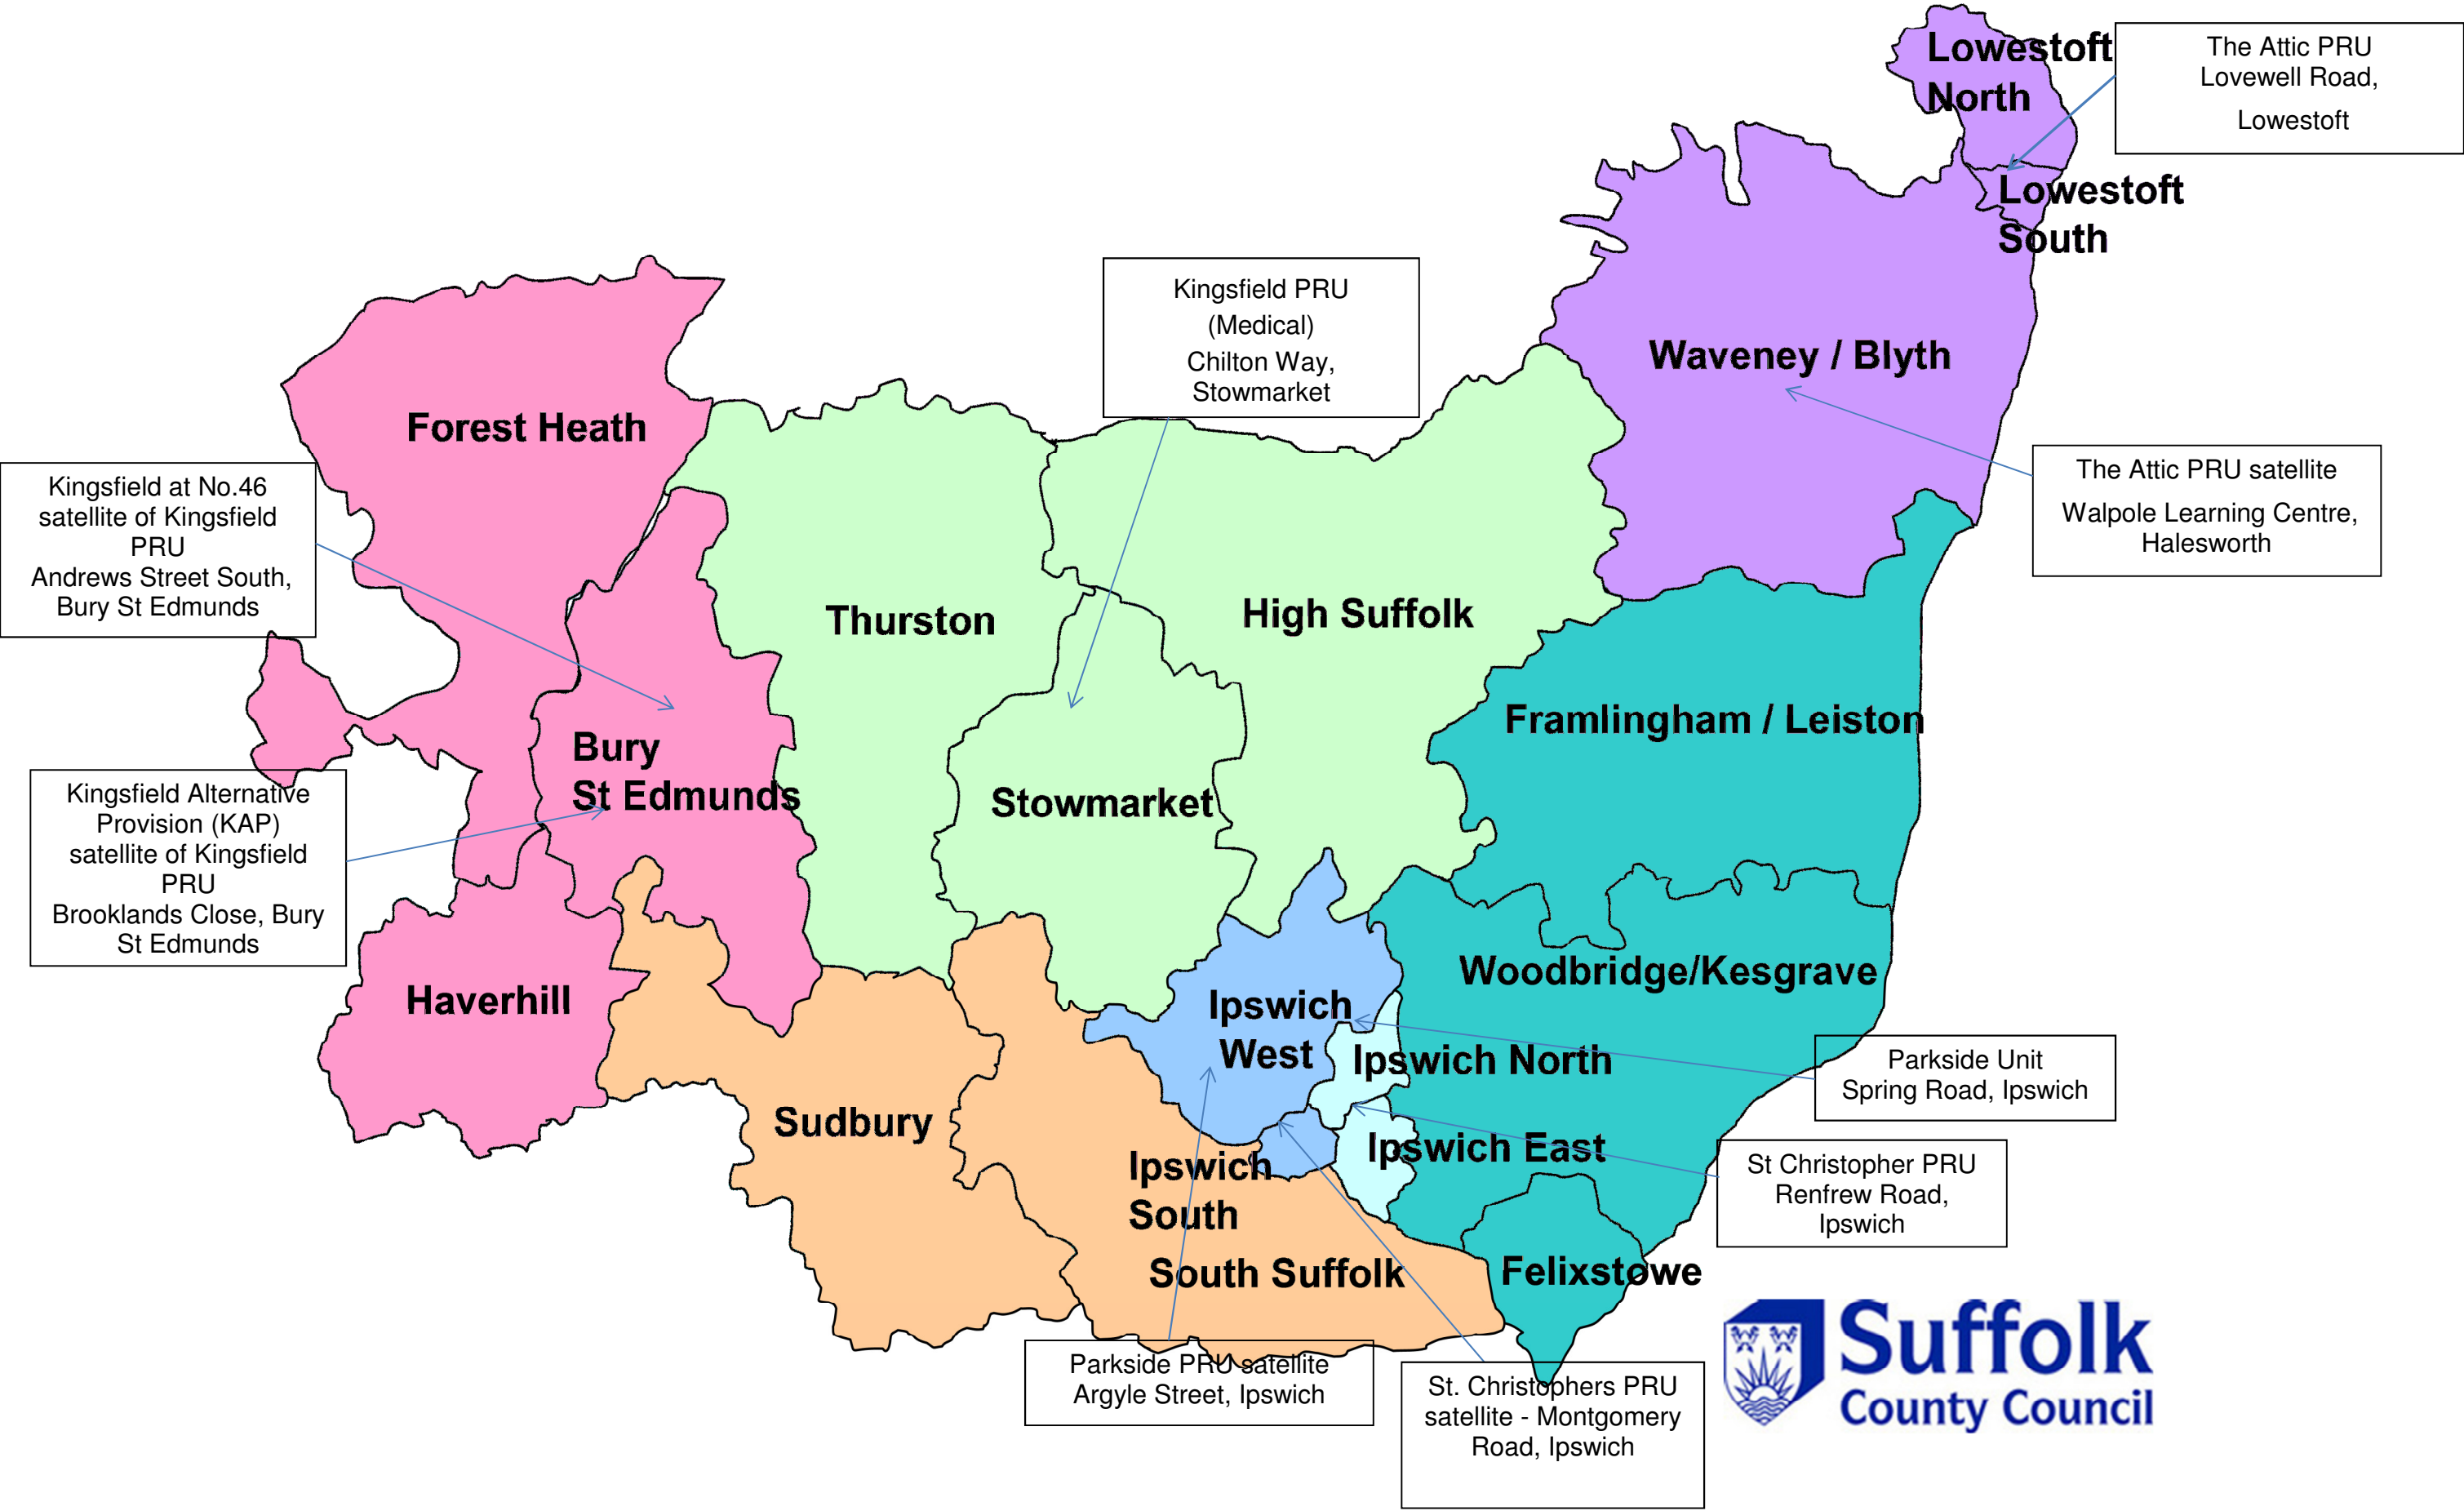 Lowestoft
North
The Attic PRU
Lovewell Road,
Lowestoft
Lowestoft
South
Kingsfield PRU
(Medical)
Chilton Way,
Stowmarket
Waveney / Blyth
Forest Heath
Kingsfield at No.46
satellite of Kingsfield
PRU
Andrews Street South,
Bury St Edmunds
The Attic PRU satellite
Walpole Learning Centre,
Halesworth
Thurston
High Suffolk
Framlingham / Leiston
Bury
St Edmunds
Stowmarket
Kingsfield Alternative
Provision (KAP)
satellite of Kingsfield
PRU
Brooklands Close, Bury
St Edmunds
Haverhill
Woodbridge/Kesgrave
Ipswich
West
Ipswich North
Parkside Unit
Spring Road, Ipswich
Sudbury
Ipswich East
Ipswich
South
St Christopher PRU
Renfrew Road,
Ipswich
South Suffolk
Felixstowe
Parkside PRU satellite
Argyle Street, Ipswich
St. Christophers PRU
satellite - Montgomery
Road, Ipswich
Suffolk
County Council